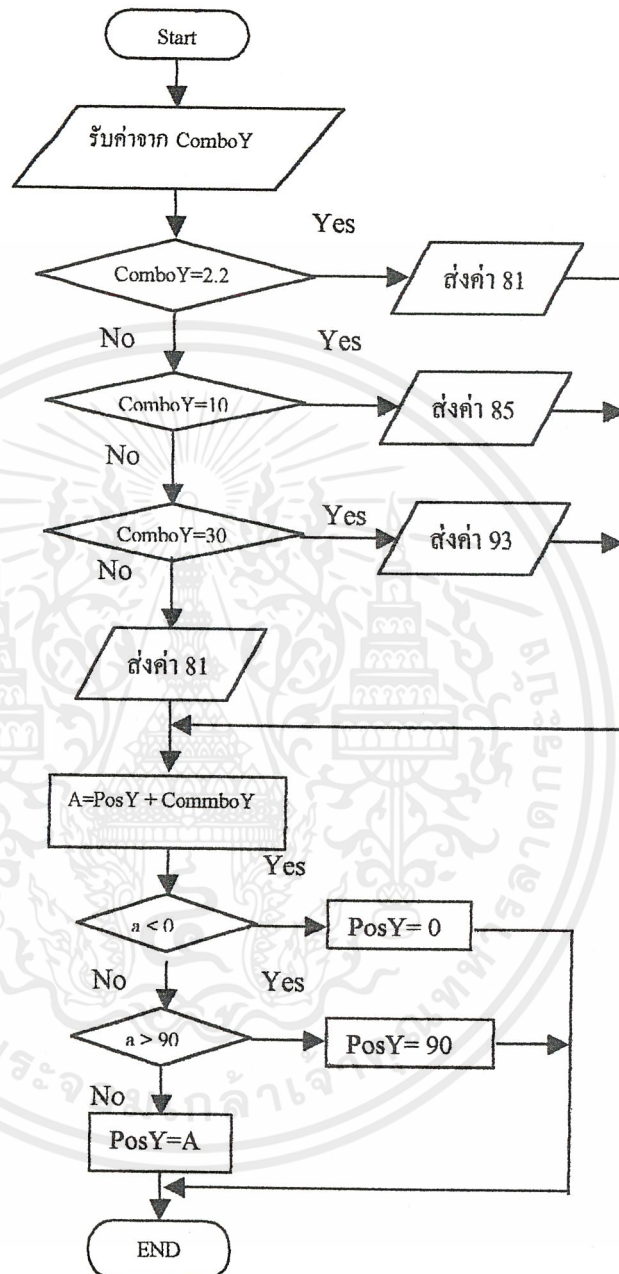 Start
รับค่าจาก ComboY
Yes
ComboY=2.2
ส่งค่า 81
No
Yes
ComboY=10
ส่งค่า 85
No
Yes
ComboY=30
ส่งค่า 93
No
ส่งค่า 81
A=PosY + CommboY
Yes
a < 0
PosY= 0
No
Yes
a > 90
PosY= 90
No
PosY=A
END